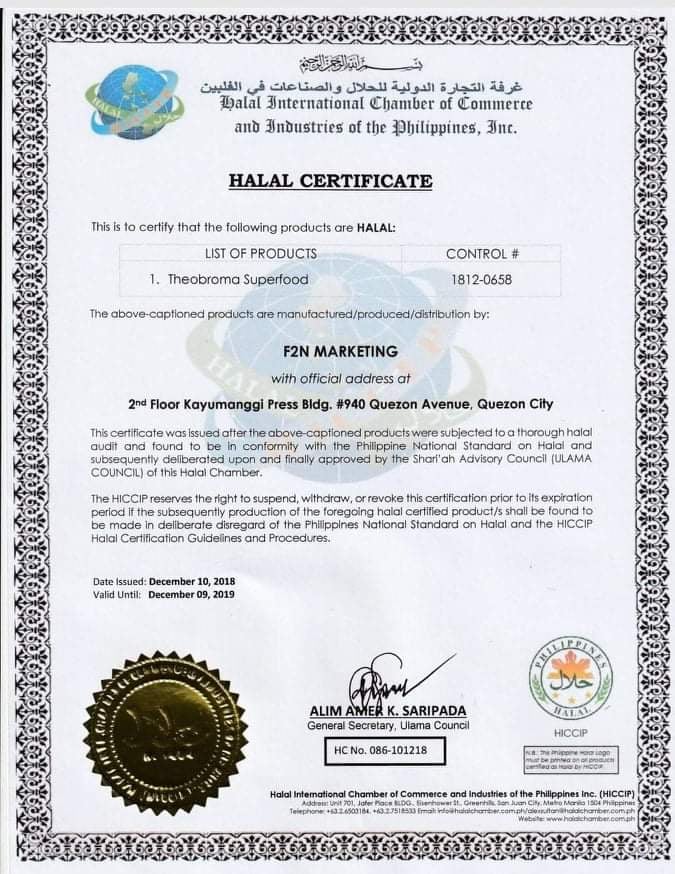 بسم الله الرحمن الرحيم
غرفة التجارة الدولية للحلال والصناعات في الفلبين
Halal International Chamber of Commerce
and Industries of the Philippines, Inc.
HALAL CERTIFICATE
This is to certify that the following products are HALAL:
LIST OF PRODUCTS CONTROL #
1. Theobroma Superfood 1812-0658
The above-captioned products are manufactured/produced/distribution by:
F2N MARKETING
with official address at
2nd Floor Kayumanggi Press Bldg. #940 Quezon Avenue, Quezon City
This certificate was issued after the above-captioned products were subjected to a thorough halal
audit and found to be in conformity with the Philippine National Standard on Halal and
subsequently deliberated upon and finally approved by the Shari'ah Advisory Council (ULAMA
COUNCIL) of this Halal Chamber.
The HICCIP reserves the right to suspend, withdraw, or revoke this certification prior to its expiration
period if the subsequently production of the foregoing halal certified product/s shall be found to
be made in deliberate disregard of the Philippines National Standard on Halal and the HICCIP
Halal Certification Guidelines and Procedures.
Date Issued: December 10, 2018
Valid Until: December 09, 2019
ALIM AMER K. SARIPADA
General Secretary, Ulama Council
HC No. 086-101218
PHILIPPINES
حلال
HALAL
HICCIP
N.B. This Philippine Halal Logo
must be printed on all products
certified as Halal by HICCIP.
Halal International Chamber of Commerce and Industries of the Philippines Inc. (HICCIP)
Address: Unit 701, Jafer Place BLDG., Eisenhower St., Greenhills, San Juan City, Metro Manila 1504 Philippines
Telephone: +63.2.6503184, +63.2.7518533 Email: info@halalchamber.com.ph/alexsultan@halalchamber.com.ph
Website: www.halalchamber.com.ph